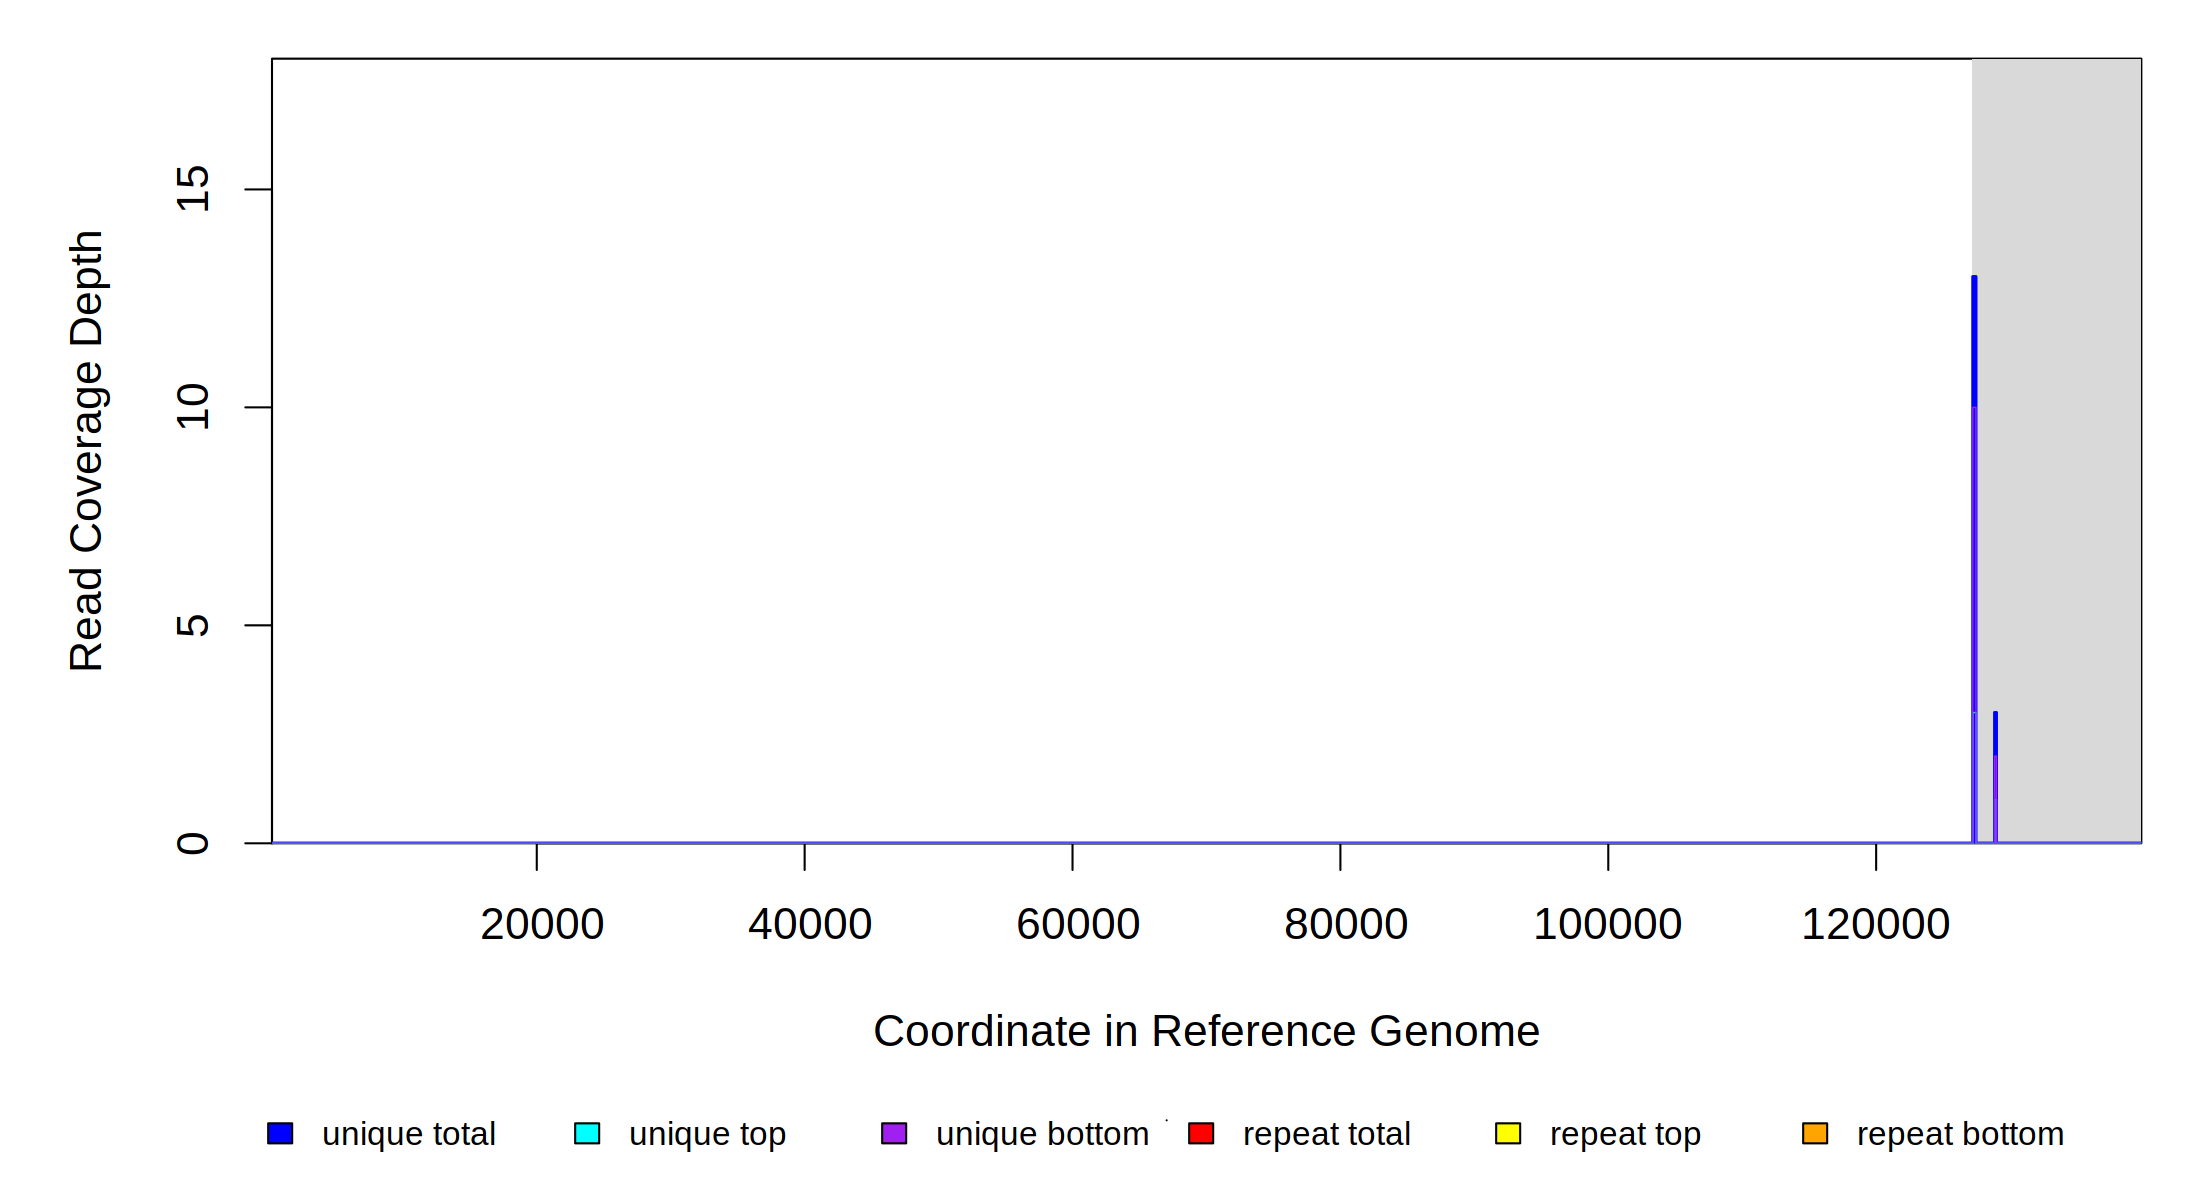 15
10
5
0
Read Coverage Depth
20000 40000 60000 80000 100000 120000
Coordinate in Reference Genome
unique total unique top unique bottom repeat total repeat top repeat bottom